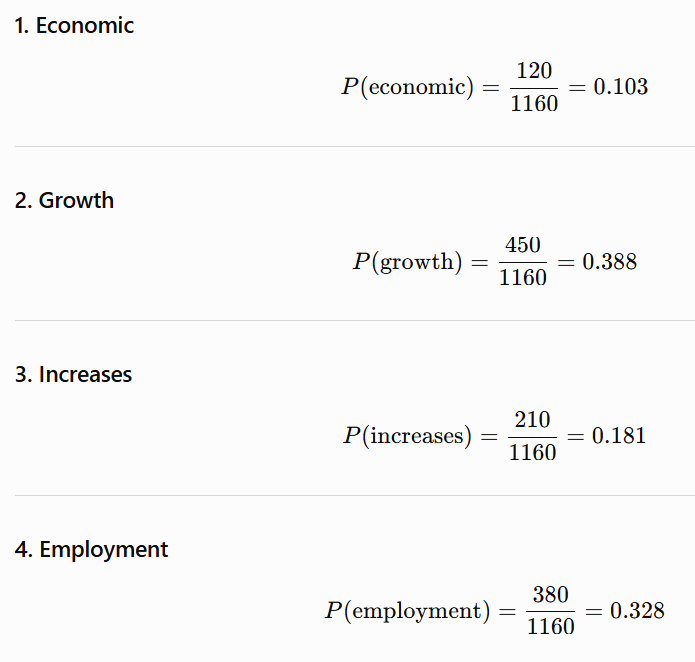 1. Economic
P(economic) = 120/1160 = 0.103
2. Growth
P(growth) = 450/1160 = 0.388
3. Increases
P(increases) = 210/1160 = 0.181
4. Employment
P(employment) = 380/1160 = 0.328